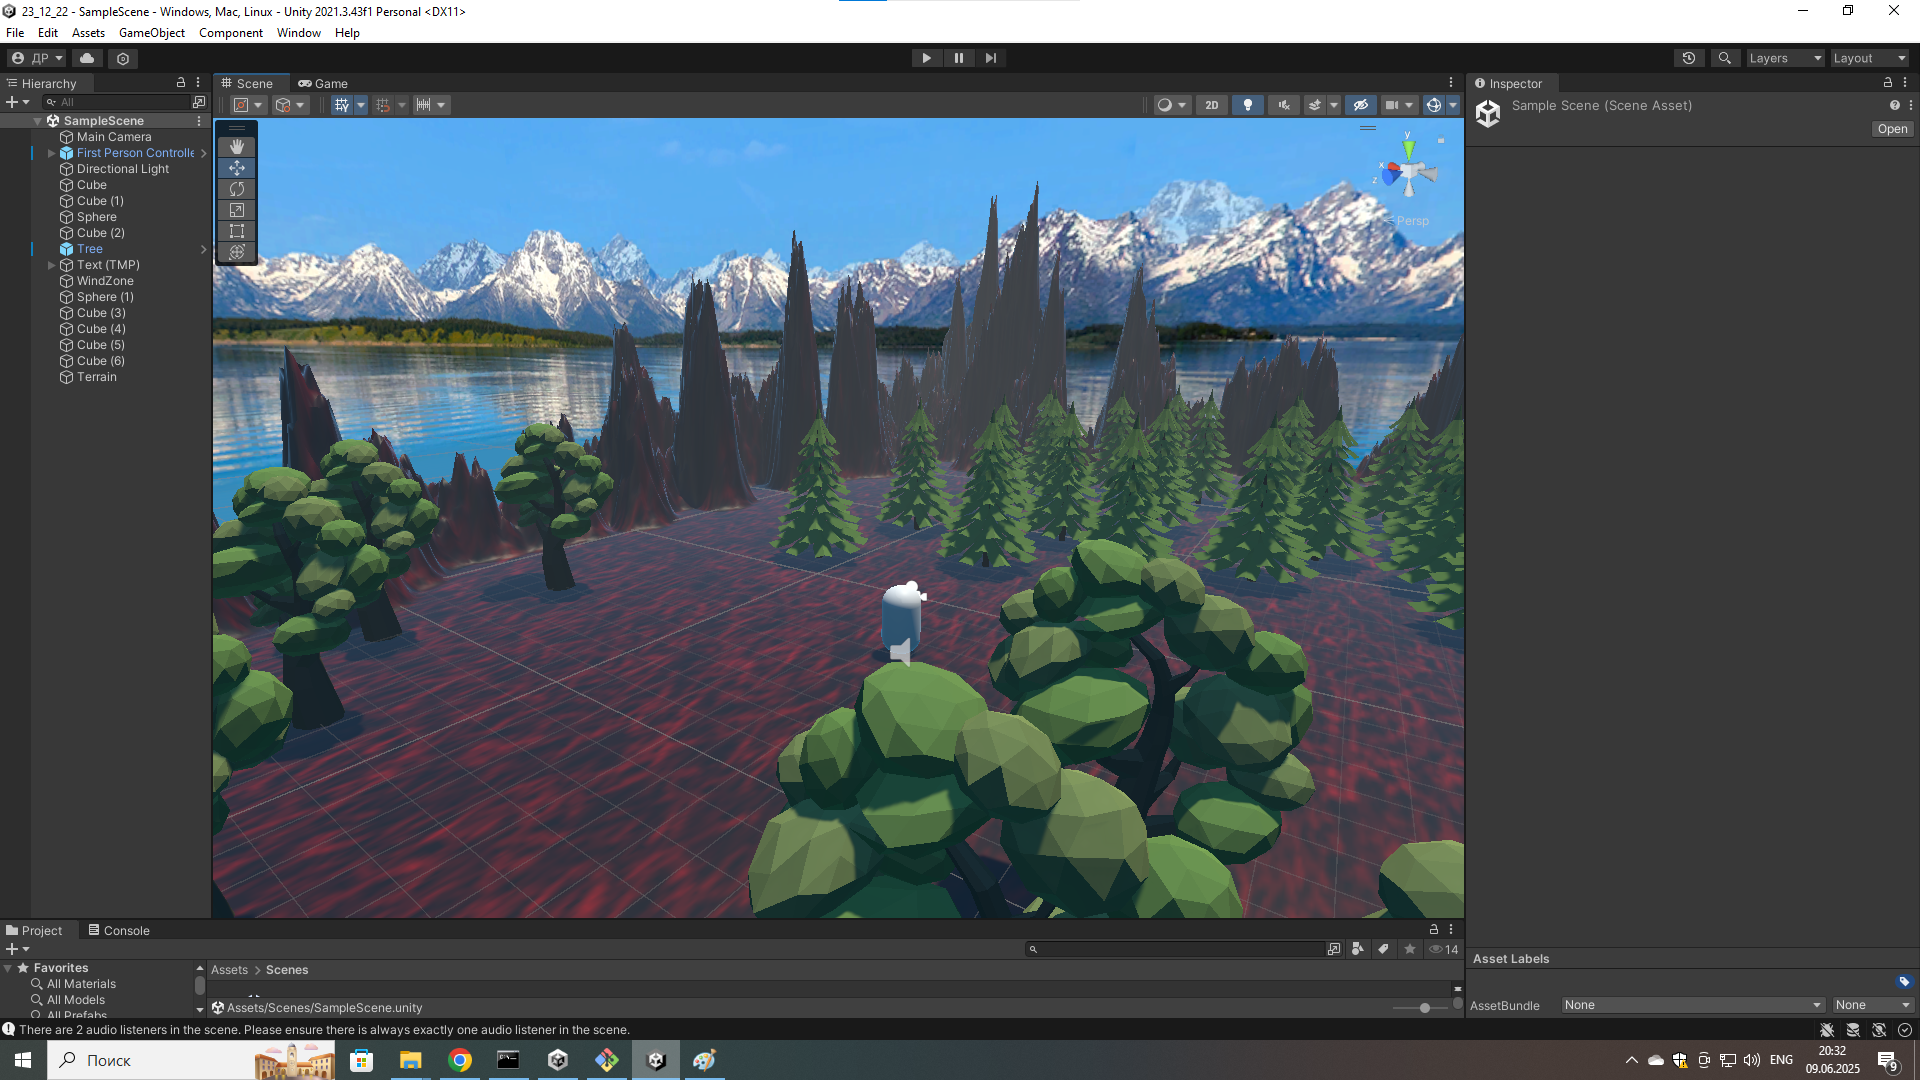 23_12_22 - SampleScene - Windows, Mac, Linux - Unity 2021.3.43f1 Personal <DX11>
File Edit Assets GameObject Component Window Help
ДР
Layers
Layout
Hierarchy
All
SampleScene
Main Camera
First Person Controlle
Directional Light
Cube
Cube (1)
Sphere
Cube (2)
Tree
Text (TMP)
WindZone
Sphere (1)
Cube (3)
Cube (4)
Cube (5)
Cube (6)
Terrain
Scene Game
2D
y
x
z
Persp
Inspector
Sample Scene (Scene Asset)
Open
Project Console
14
Favorites
All Materials
All Models
All Prefabs
Assets > Scenes
Assets/Scenes/SampleScene.unity
Asset Labels
AssetBundle None None
There are 2 audio listeners in the scene. Please ensure there is always exactly one audio listener in the scene.
Поиск
ENG
20:32
09.06.2025
9